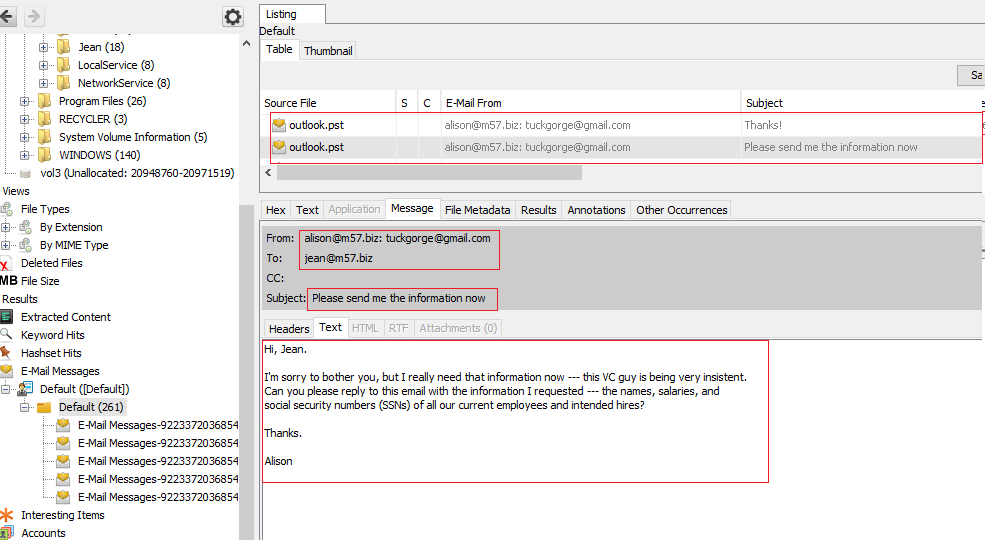 Listing
Default
Table Thumbnail
Sa
Source File S C E-Mail From Subject
outlook.pst alison@m57.biz: tuckgorge@gmail.com Thanks!
outlook.pst alison@m57.biz: tuckgorge@gmail.com Please send me the information now
Jean (18)
LocalService (8)
NetworkService (8)
Program Files (26)
RECYCLER (3)
System Volume Information (5)
WINDOWS (140)
vol3 (Unallocated: 20948760-20971519)
Views
File Types
By Extension
By MIME Type
Deleted Files
MB File Size
Results
Extracted Content
Keyword Hits
Hashset Hits
E-Mail Messages
Default ([Default])
Default (261)
E-Mail Messages-9223372036854
E-Mail Messages-9223372036854
E-Mail Messages-9223372036854
E-Mail Messages-9223372036854
E-Mail Messages-9223372036854
Interesting Items
Accounts
Hex Text Application Message File Metadata Results Annotations Other Occurrences
From: alison@m57.biz: tuckgorge@gmail.com
To: jean@m57.biz
CC:
Subject: Please send me the information now
Headers Text HTML RTF Attachments (0)
Hi, Jean.
I'm sorry to bother you, but I really need that information now --- this VC guy is being very insistent.
Can you please reply to this email with the information I requested --- the names, salaries, and
social security numbers (SSNs) of all our current employees and intended hires?
Thanks.
Alison